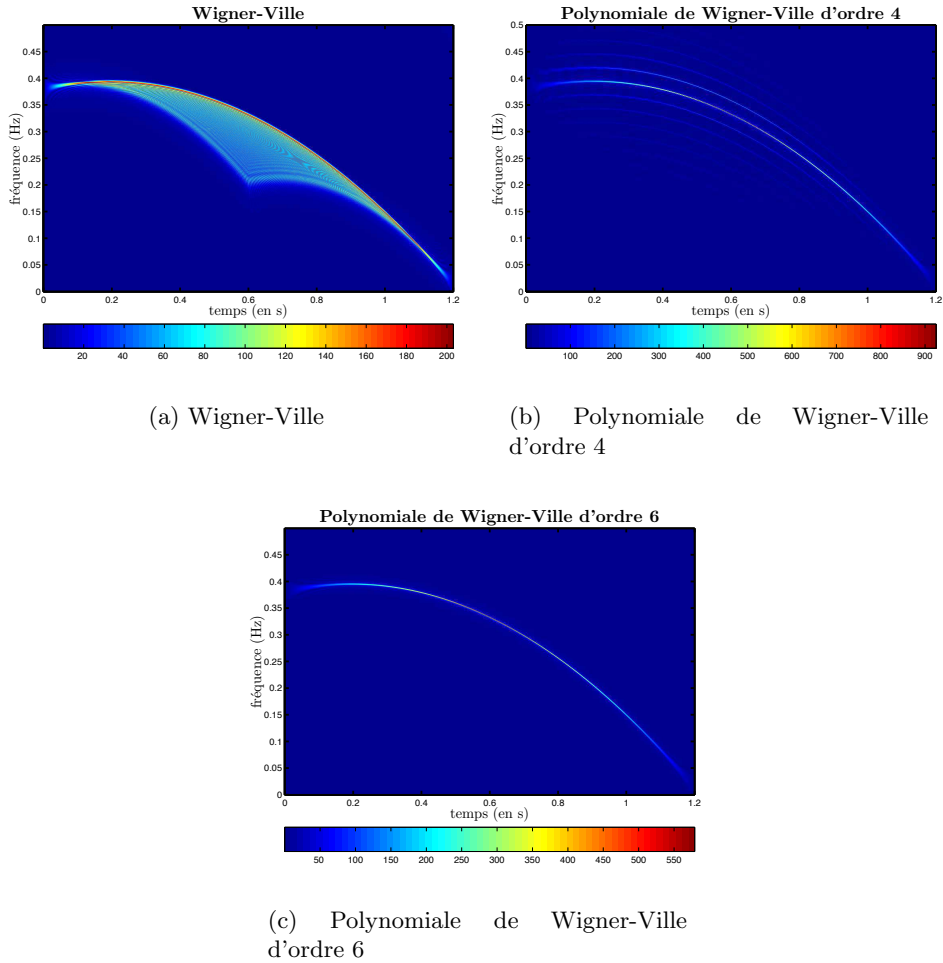 Wigner-Ville
fréquence (Hz)
0.45
0.4
0.35
0.3
0.25
0.2
0.15
0.1
0.05
0
0 0.2 0.4 0.6 0.8 1 1.2
temps (en s)
20 40 60 80 100 120 140 160 180 200
(a) Wigner-Ville
Polynomiale de Wigner-Ville d'ordre 4
fréquence (Hz)
0.5
0.45
0.4
0.35
0.3
0.25
0.2
0.15
0.1
0.05
0
0 0.2 0.4 0.6 0.8 1 1.2
temps (en s)
100 200 300 400 500 600 700 800 900
(b) Polynomiale de Wigner-Ville
d'ordre 4
Polynomiale de Wigner-Ville d'ordre 6
fréquence (Hz)
0.45
0.4
0.35
0.3
0.25
0.2
0.15
0.1
0.05
0
0 0.2 0.4 0.6 0.8 1 1.2
temps (en s)
50 100 150 200 250 300 350 400 450 500 550
(c) Polynomiale de Wigner-Ville
d'ordre 6